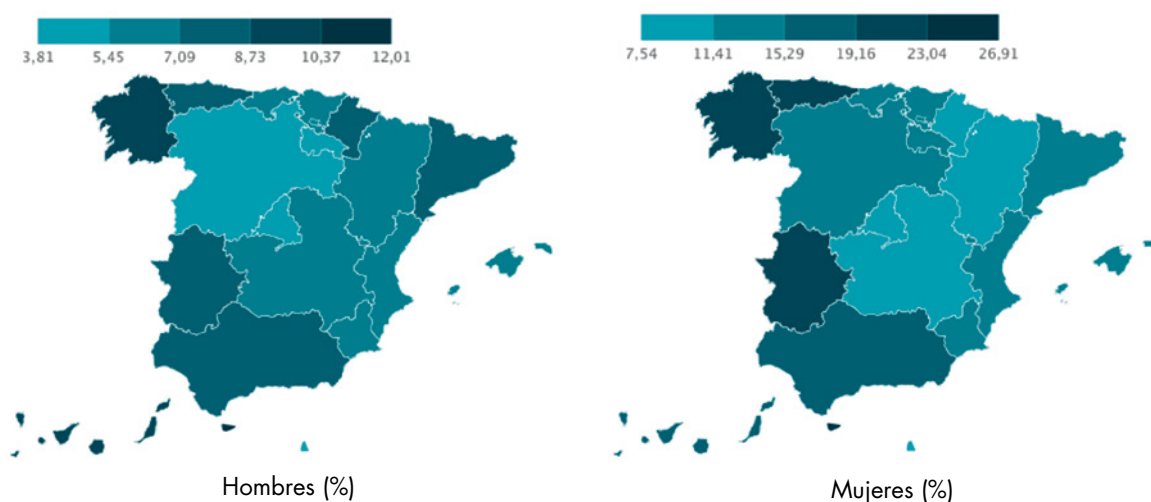 3,81 5,45 7,09 8,73 10,37 12,01
7,54 11,41 15,29 19,16 23,04 26,91
Hombres (%)
Mujeres (%)